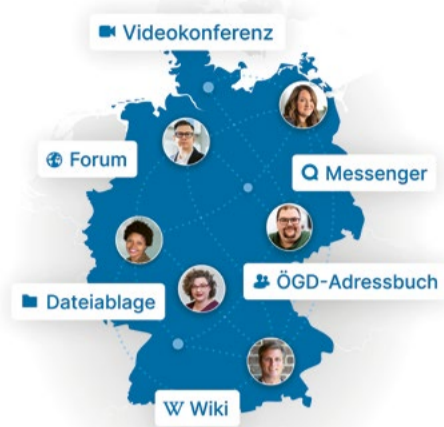 Videokonferenz
Forum
Messenger
ÖGD-Adressbuch
Dateiablage
W Wiki